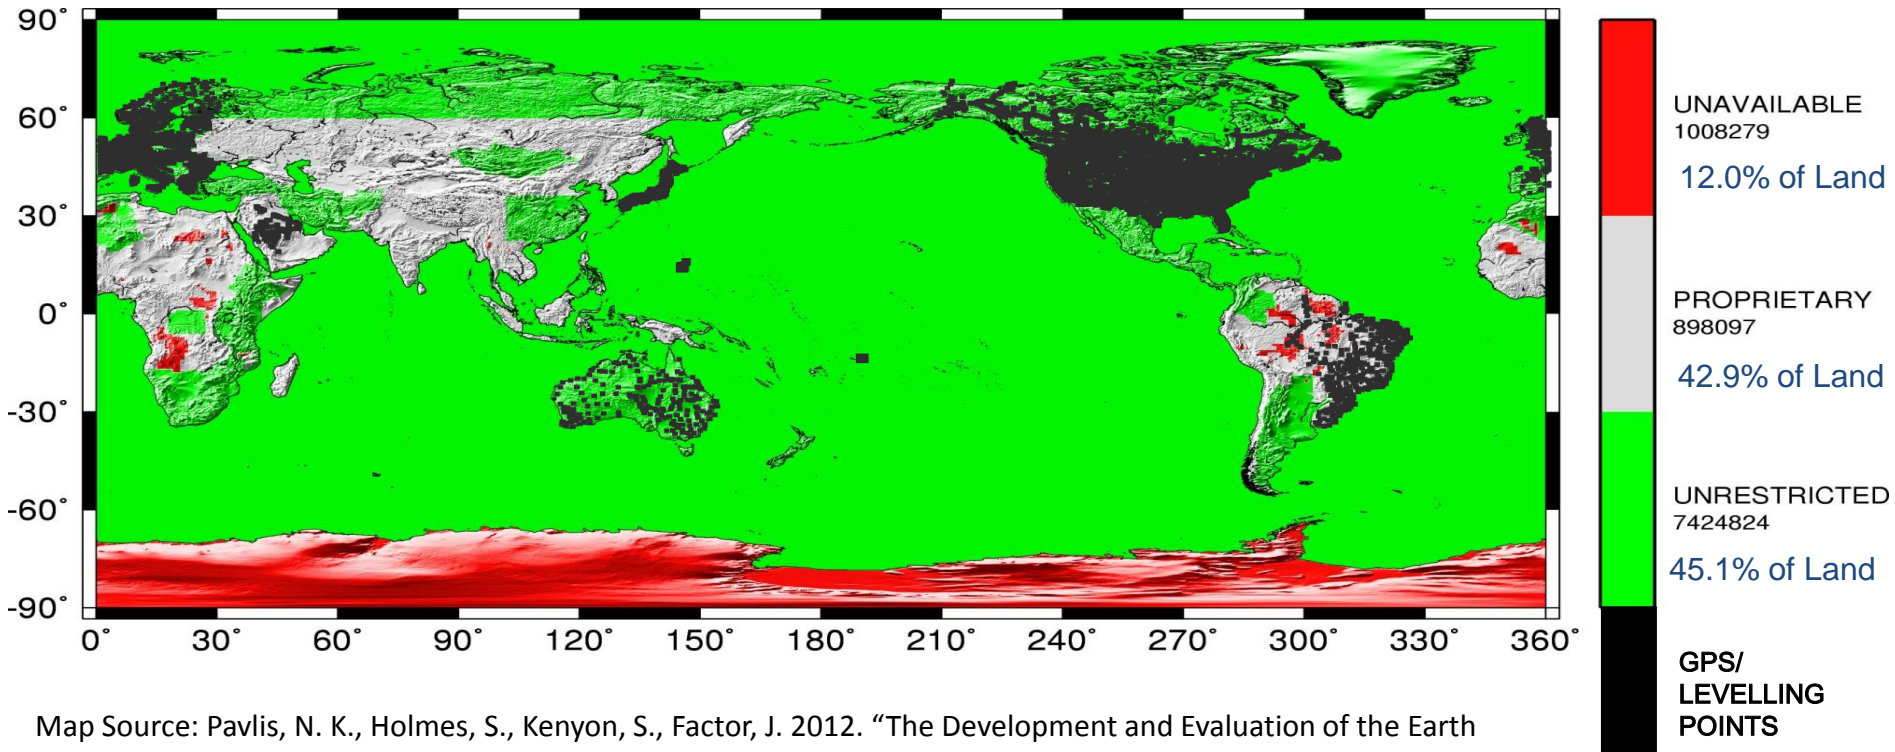 90°
60°
30°
0°
-30°
-60°
-90°
0° 30° 60° 90° 120° 150° 180° 210° 240° 270° 300° 330° 360°
UNAVAILABLE
1008279
12.0% of Land
PROPRIETARY
898097
42.9% of Land
UNRESTRICTED
7424824
45.1% of Land
GPS/
LEVELLING
POINTS
Map Source: Pavlis, N. K., Holmes, S., Kenyon, S., Factor, J. 2012. “The Development and Evaluation of the Earth